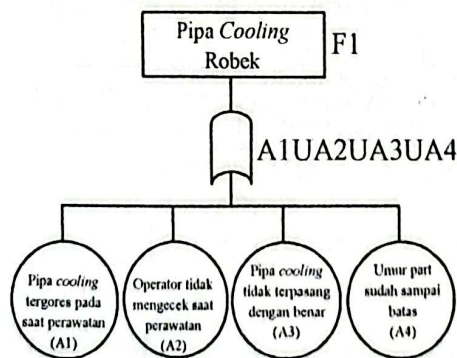 Pipa Cooling
Robek
F1
A1UA2UA3UA4
Pipa cooling
tergores pada
saat perawatan
(A1)
Operator tidak
mengecek saat
perawatan
(A2)
Pipa cooling
tidak terpasang
dengan benar
(A3)
Umur part
sudah sampai
batas
(A4)